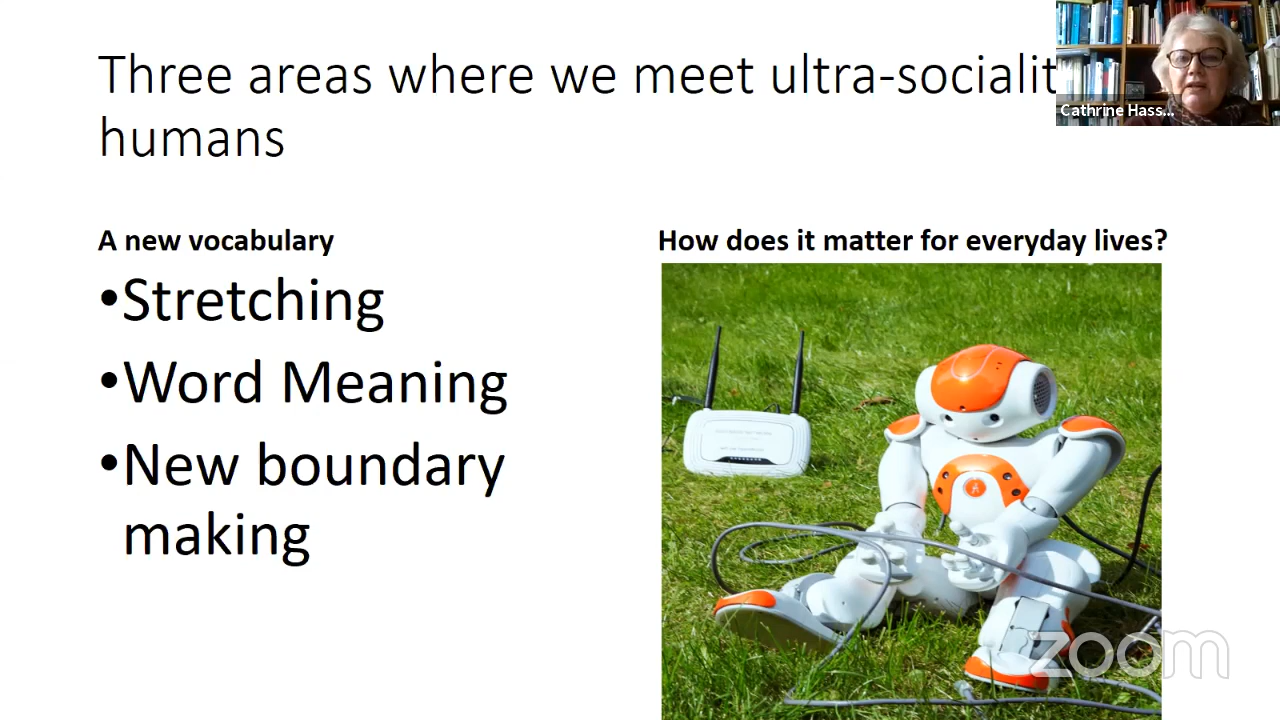 Three areas where we meet ultra-socialit
humans
Cathrine Hass...
A new vocabulary
•Stretching
•Word Meaning
•New boundary
making
How does it matter for everyday lives?
zoom